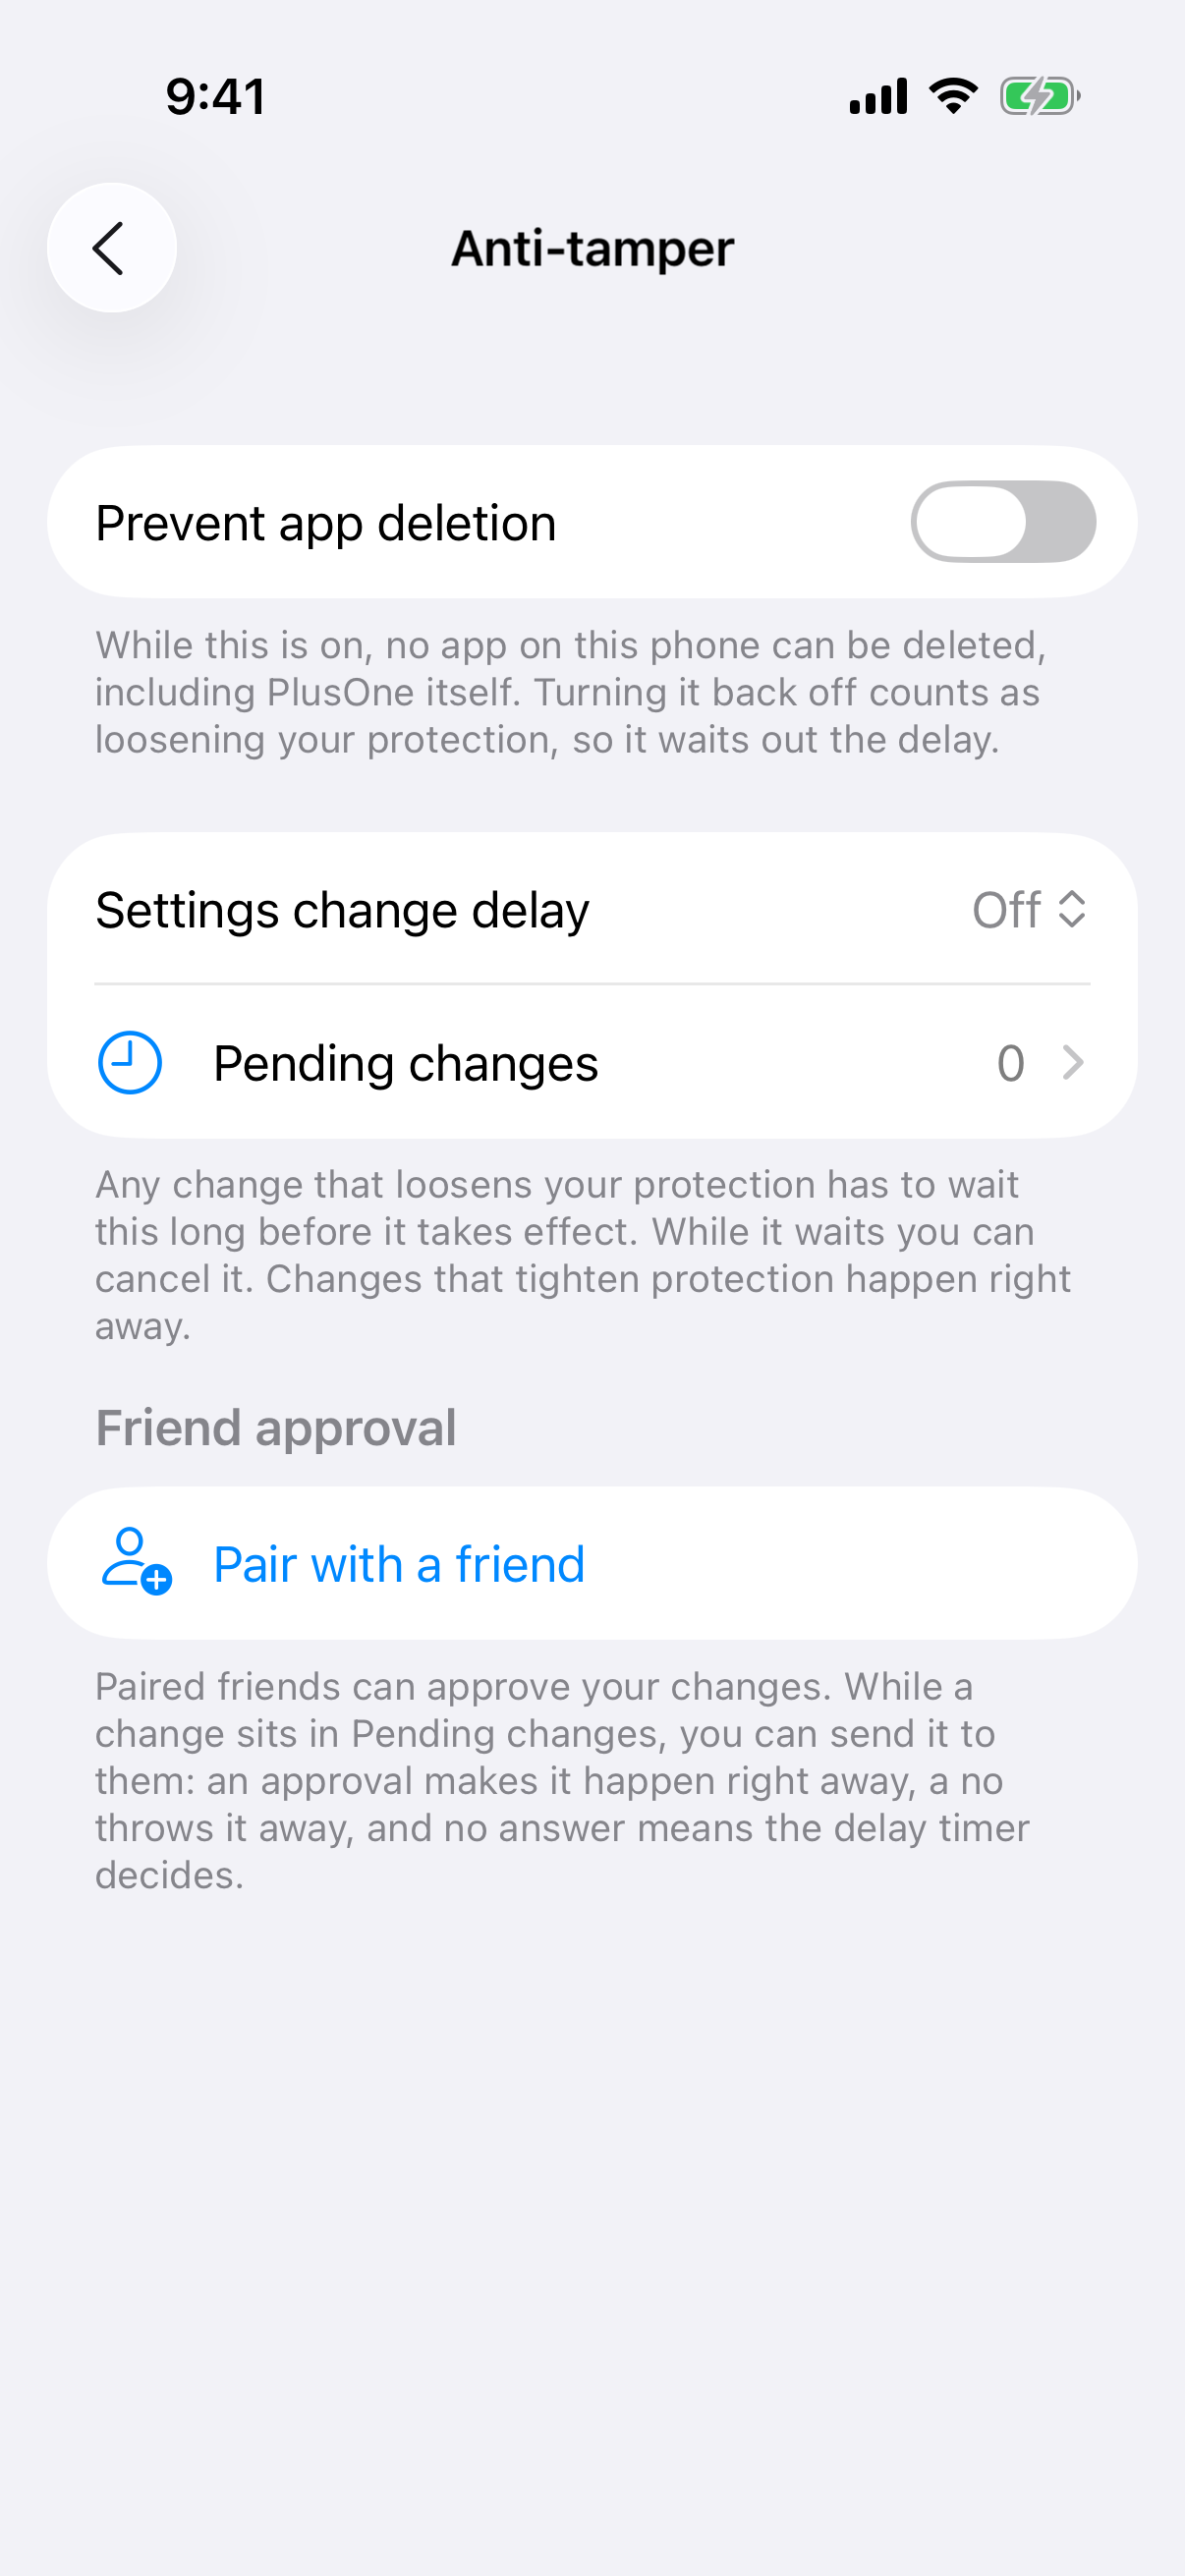 9:41
Anti-tamper
Prevent app deletion
While this is on, no app on this phone can be deleted,
including PlusOne itself. Turning it back off counts as
loosening your protection, so it waits out the delay.
Settings change delay Off
Pending changes 0
Any change that loosens your protection has to wait
this long before it takes effect. While it waits you can
cancel it. Changes that tighten protection happen right
away.
Friend approval
Pair with a friend
Paired friends can approve your changes. While a
change sits in Pending changes, you can send it to
them: an approval makes it happen right away, a no
throws it away, and no answer means the delay timer
decides.